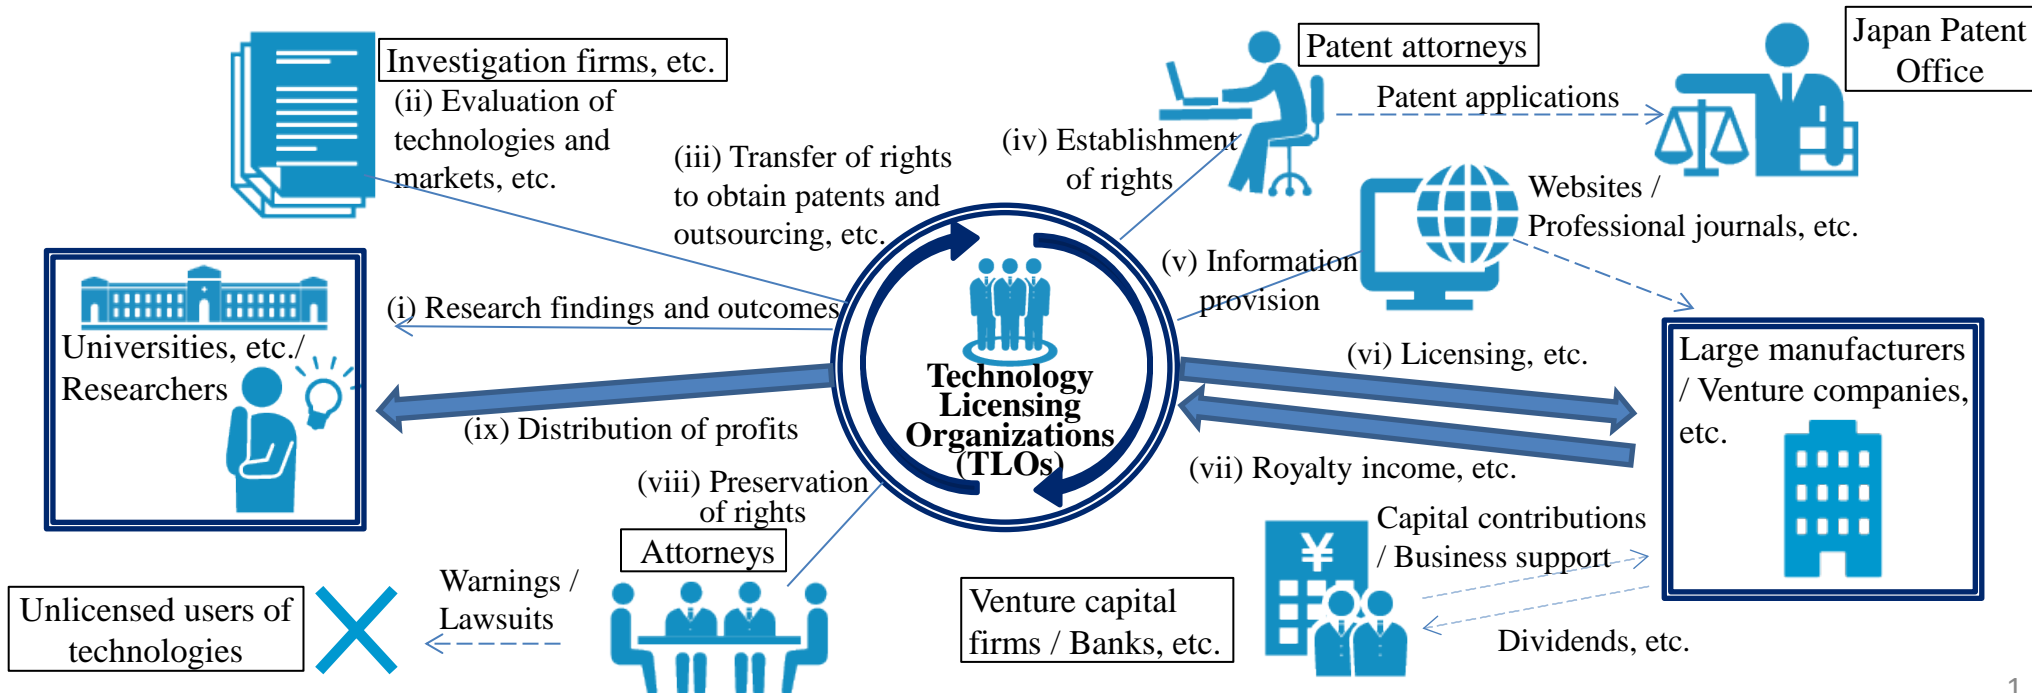 Investigation firms, etc.
(ii) Evaluation of
technologies and
markets, etc.
(iii) Transfer of rights
to obtain patents and
outsourcing, etc.
Patent attorneys
Patent applications
Japan Patent
Office
(iv) Establishment
of rights
Websites /
Professional journals, etc.
(v) Information
provision
(i) Research findings and outcomes
Universities, etc./
Researchers
Technology
Licensing
Organizations
(TLOs)
(vi) Licensing, etc.
Large manufacturers
/ Venture companies,
etc.
(ix) Distribution of profits
(vii) Royalty income, etc.
(viii) Preservation
of rights
Attorneys
Warnings /
Lawsuits
Unlicensed users of
technologies
Capital contributions
/ Business support
¥
Venture capital
firms / Banks, etc.
Dividends, etc.
1